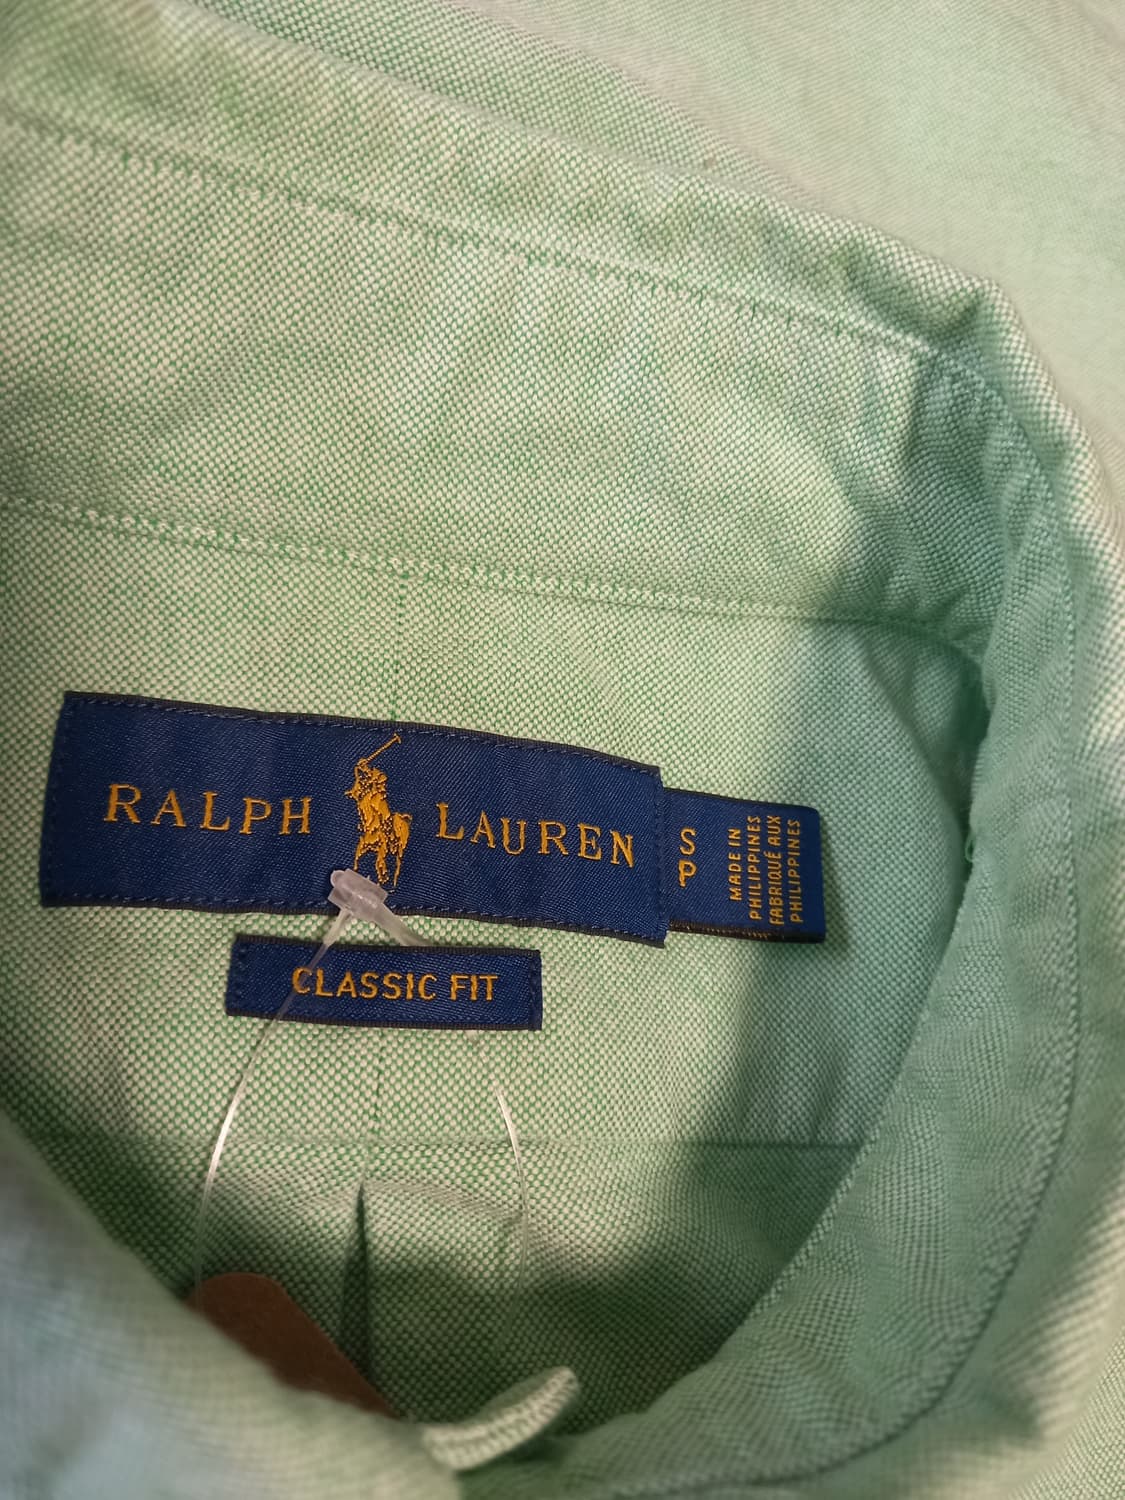 RALPH LAUREN
S
P
MADE IN
PHILIPPINES
FABRIQUÉ AUX
PHILIPPINES
CLASSIC FIT